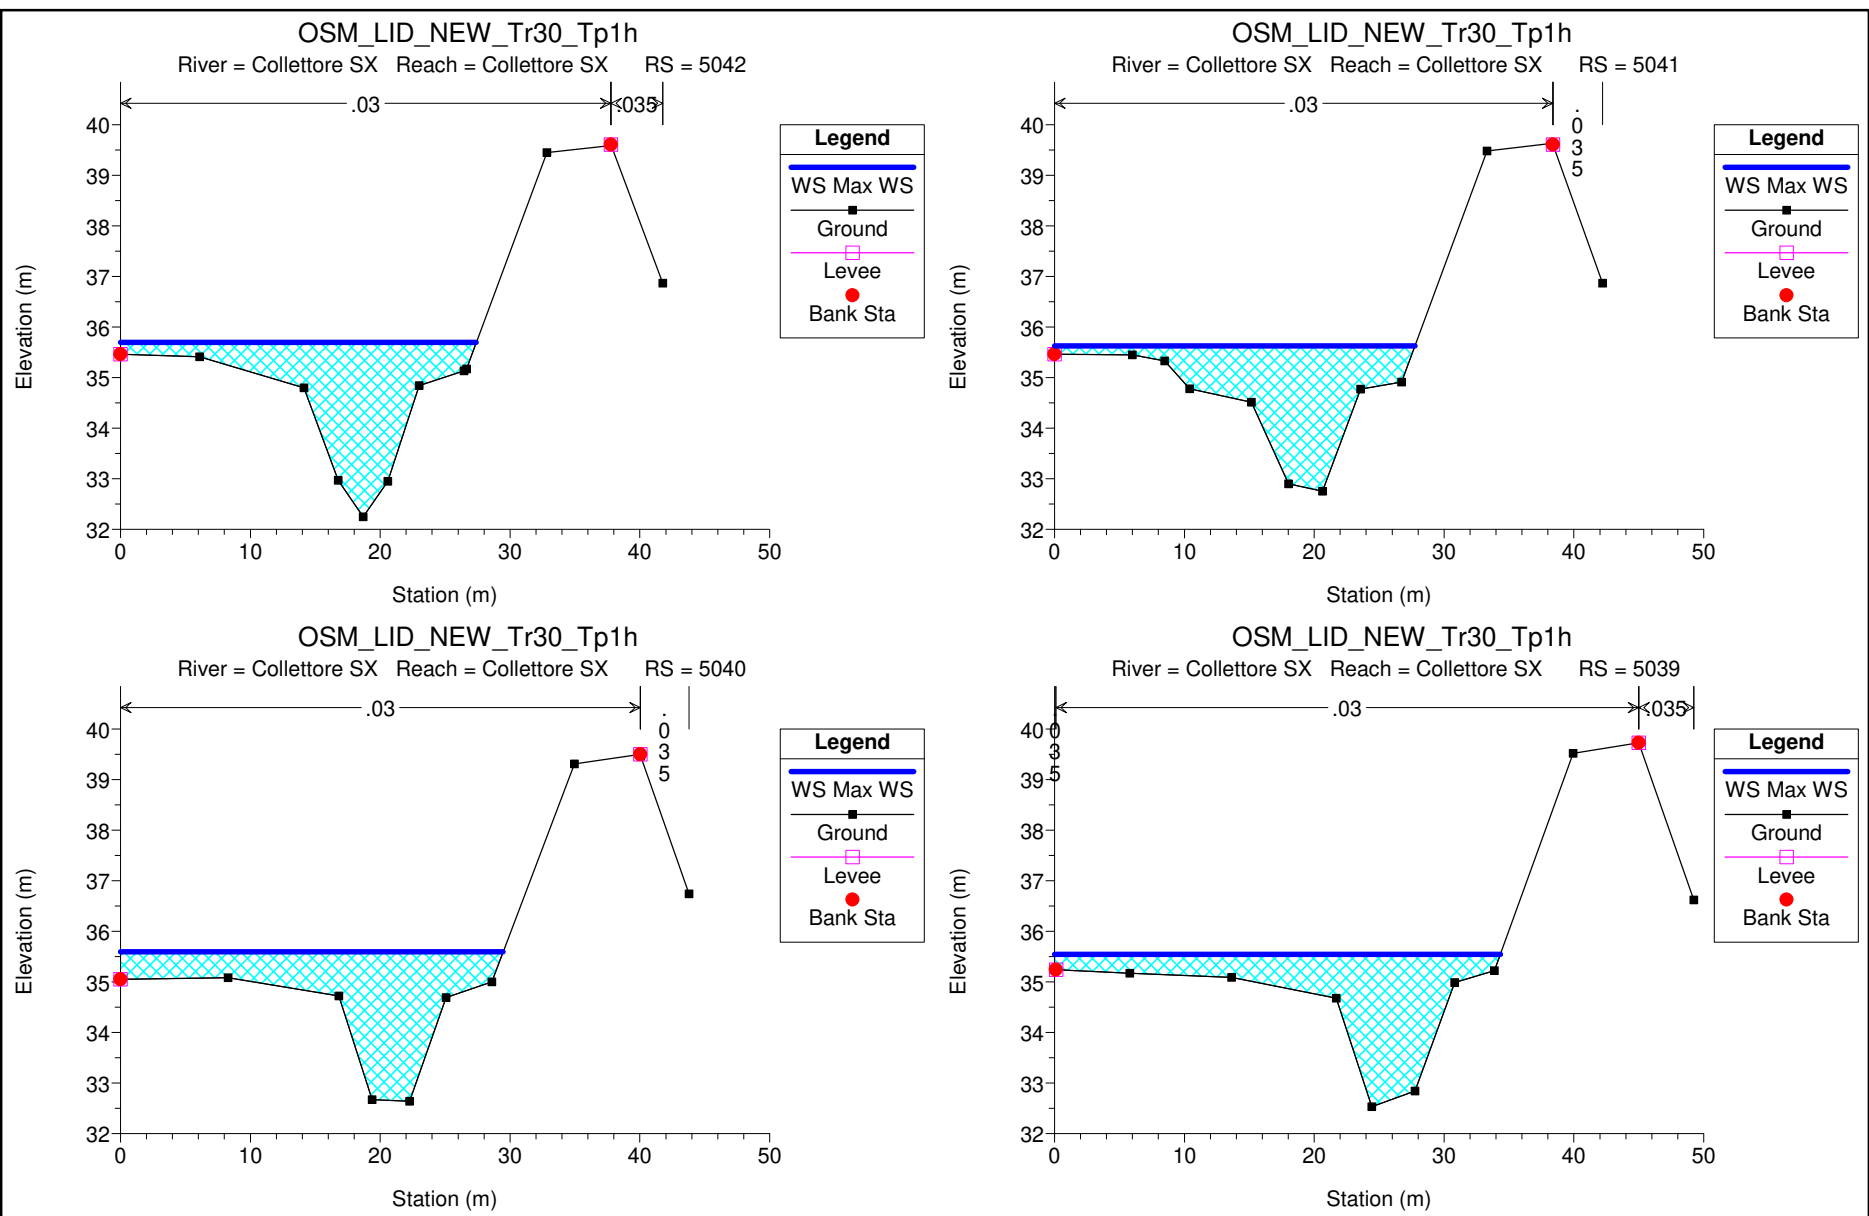 OSM_LID_NEW_Tr30_Tp1h
River = Collettore SX   Reach = Collettore SX   RS = 5042
.03
.035
40
39
38
37
36
35
34
33
32
Elevation (m)
0 10 20 30 40 50
Station (m)
Legend
WS Max WS
Ground
Levee
Bank Sta
OSM_LID_NEW_Tr30_Tp1h
River = Collettore SX   Reach = Collettore SX   RS = 5041
.03
.035
40
39
38
37
36
35
34
33
32
Elevation (m)
0 10 20 30 40 50
Station (m)
Legend
WS Max WS
Ground
Levee
Bank Sta
OSM_LID_NEW_Tr30_Tp1h
River = Collettore SX   Reach = Collettore SX   RS = 5040
.03
.035
40
39
38
37
36
35
34
33
32
Elevation (m)
0 10 20 30 40 50
Station (m)
Legend
WS Max WS
Ground
Levee
Bank Sta
OSM_LID_NEW_Tr30_Tp1h
River = Collettore SX   Reach = Collettore SX   RS = 5039
.035
.03
.035
40
39
38
37
36
35
34
33
32
Elevation (m)
0 10 20 30 40 50
Station (m)
Legend
WS Max WS
Ground
Levee
Bank Sta